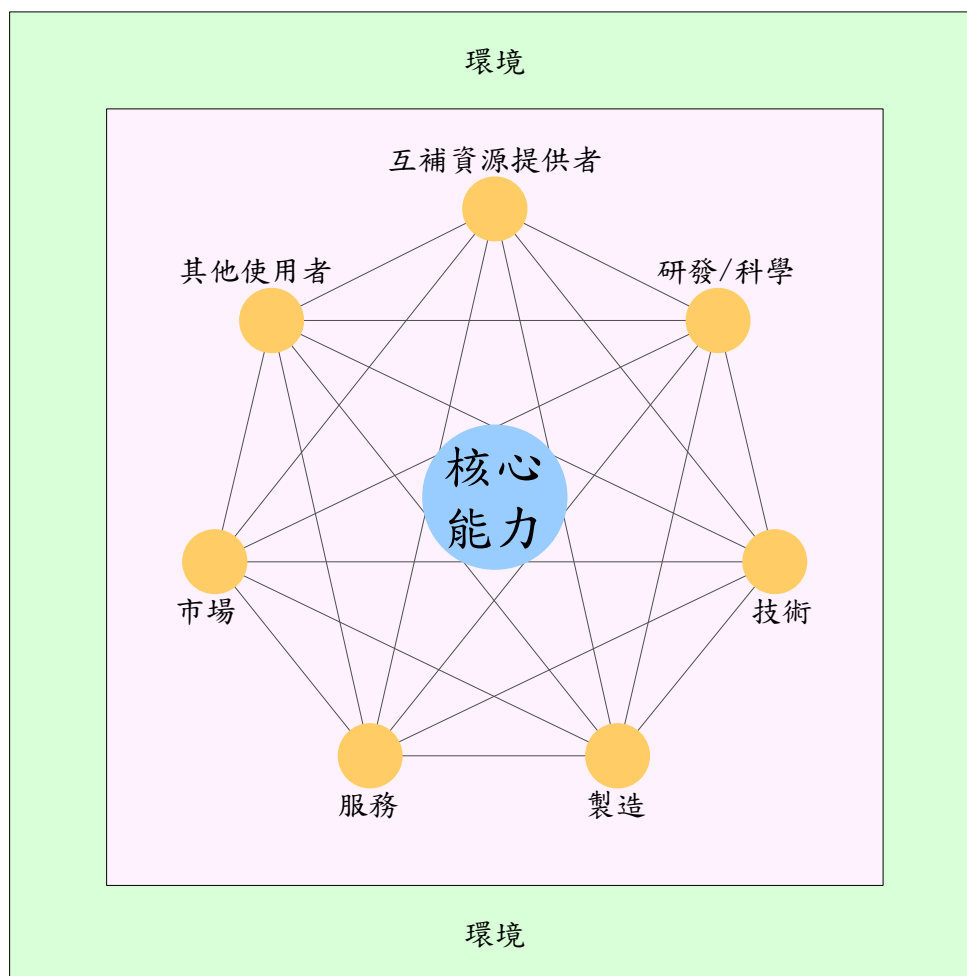 環境
互補資源提供者
其他使用者
研發/科學
核心
能力
市場
技術
服務
製造
環境